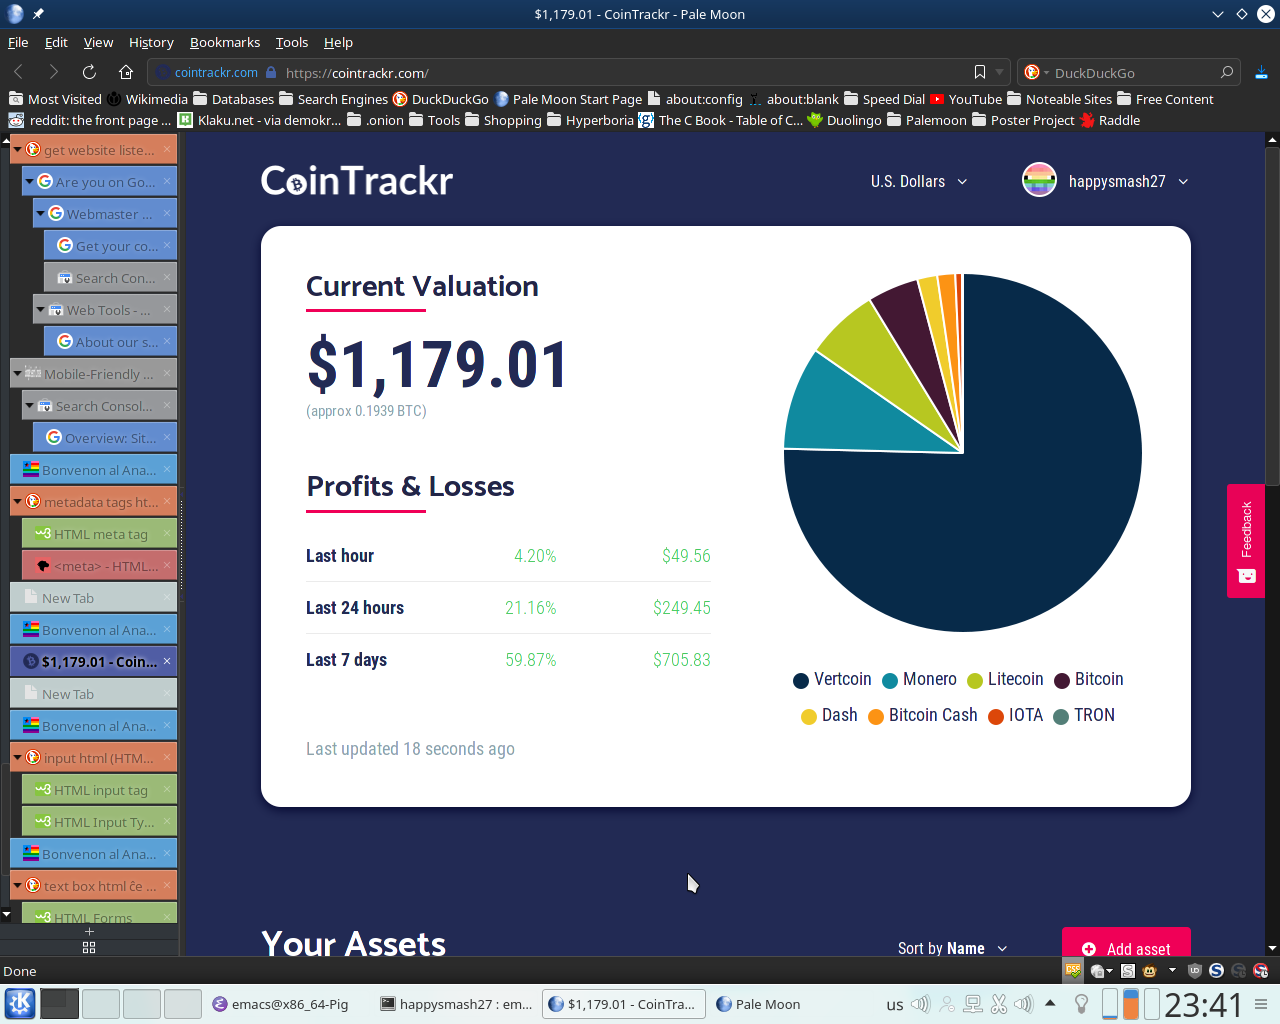 $1,179.01 - CoinTrackr - Pale Moon
File Edit View History Bookmarks Tools Help
cointrackr.com https://cointrackr.com/ DuckDuckGo
Most Visited Wikimedia Databases Search Engines DuckDuckGo Pale Moon Start Page about:config about:blank Speed Dial YouTube Noteable Sites Free Content
reddit: the front page ... Klaku.net - via demokr... .onion Tools Shopping Hyperboria The C Book - Table of C... Duolingo Palemoon Poster Project Raddle
get website liste...
Are you on Go...
Webmaster ...
Get your co...
Search Con...
Web Tools - ...
About our s...
Mobile-Friendly ...
Search Consol...
Overview: Sit...
Bonvenon al Ana...
metadata tags ht...
HTML meta tag
<meta> - HTML...
New Tab
Bonvenon al Ana...
$1,179.01 - Coin...
New Tab
Bonvenon al Ana...
input html (HTM...
HTML input tag
HTML Input Ty...
Bonvenon al Ana...
text box html ĉe ...
HTML Forms
CoinTrackr
U.S. Dollars
happysmash27
Current Valuation
$1,179.01
(approx 0.1939 BTC)
Profits & Losses
Last hour 4.20% $49.56
Last 24 hours 21.16% $249.45
Last 7 days 59.87% $705.83
Last updated 18 seconds ago
Vertcoin Monero Litecoin Bitcoin
Dash Bitcoin Cash IOTA TRON
Feedback
Your Assets
Sort by Name
Add asset
Done
emacs@x86_64-Pig happysmash27 : em... $1,179.01 - CoinTra... Pale Moon us 23:41